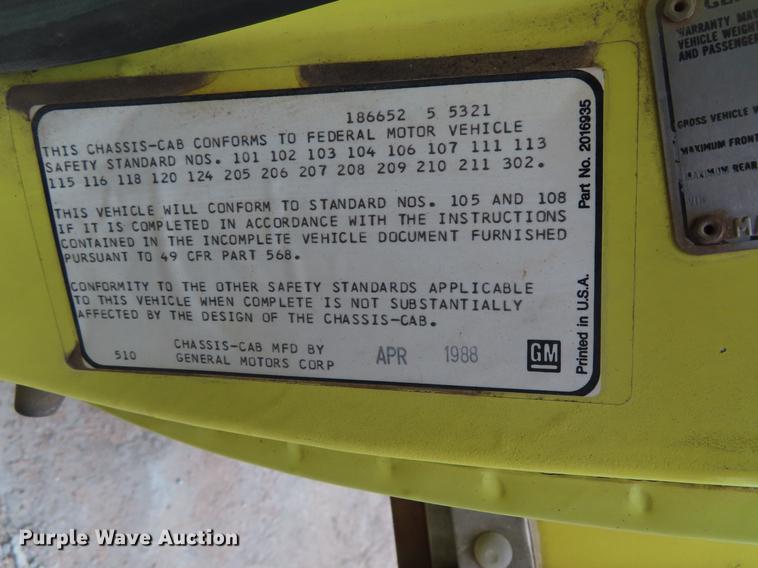 186652 5 5321
THIS CHASSIS-CAB CONFORMS TO FEDERAL MOTOR VEHICLE
SAFETY STANDARD NOS. 101 102 103 104 106 107 111 113
115 116 118 120 124 205 206 207 208 209 210 211 302.
THIS VEHICLE WILL CONFORM TO STANDARD NOS. 105 AND 108
IF IT IS COMPLETED IN ACCORDANCE WITH THE INSTRUCTIONS
CONTAINED IN THE INCOMPLETE VEHICLE DOCUMENT FURNISHED
PURSUANT TO 49 CFR PART 568.
CONFORMITY TO THE OTHER SAFETY STANDARDS APPLICABLE
TO THIS VEHICLE WHEN COMPLETE IS NOT SUBSTANTIALLY
AFFECTED BY THE DESIGN OF THE CHASSIS-CAB.
510 CHASSIS-CAB MFD BY
GENERAL MOTORS CORP APR 1988 GM
Printed in U.S.A. Part No. 2016935
WARRANTY MAY
VEHICLE WEIGHT
AND PASSENGER
GROSS VEHICLE W
MAXIMUM FRONT
MAXIMUM REAR
VIN
Purple Wave Auction